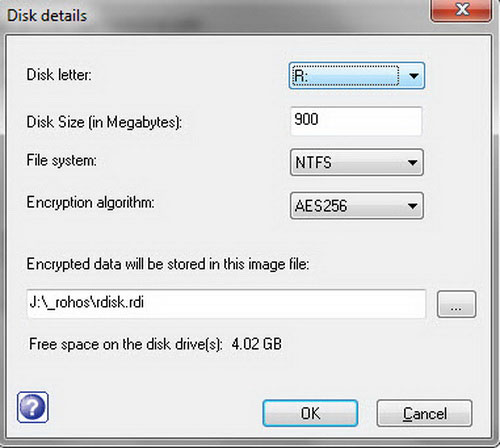 Disk details
Disk letter: R:
Disk Size (in Megabytes): 900
File system: NTFS
Encryption algorithm: AES256
Encrypted data will be stored in this image file:
J:\_rohos\rdisk.rdi ...
Free space on the disk drive(s): 4.02 GB
? OK Cancel